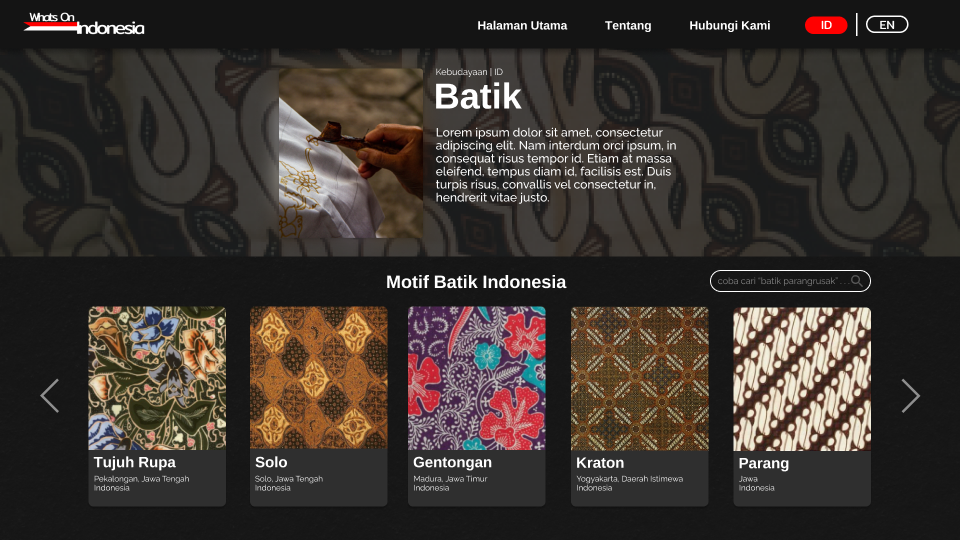 Whats On
Indonesia
Halaman Utama
Tentang
Hubungi Kami
ID
EN
Kebudayaan | ID
Batik
Lorem ipsum dolor sit amet, consectetur
adipiscing elit. Nam interdum orci ipsum, in
consequat risus tempor id. Etiam at massa
eleifend, tempus diam id, facilisis est. Duis
turpis risus, convallis vel consectetur in,
hendrerit vitae justo.
Motif Batik Indonesia
coba cari "batik parangrusak" . . .
Tujuh Rupa
Pekalongan, Jawa Tengah
Indonesia
Solo
Solo, Jawa Tengah
Indonesia
Gentongan
Madura, Jawa Timur
Indonesia
Kraton
Yogyakarta, Daerah Istimewa
Indonesia
Parang
Jawa
Indonesia